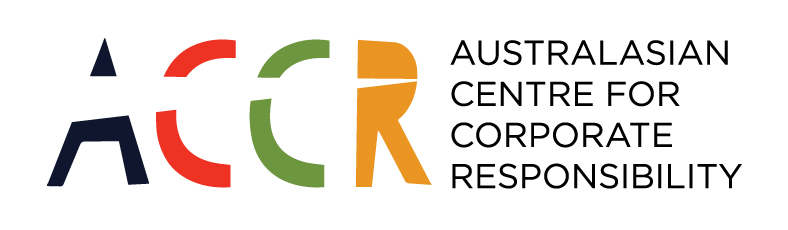 ACCR
AUSTRALASIAN
CENTRE FOR
CORPORATE
RESPONSIBILITY